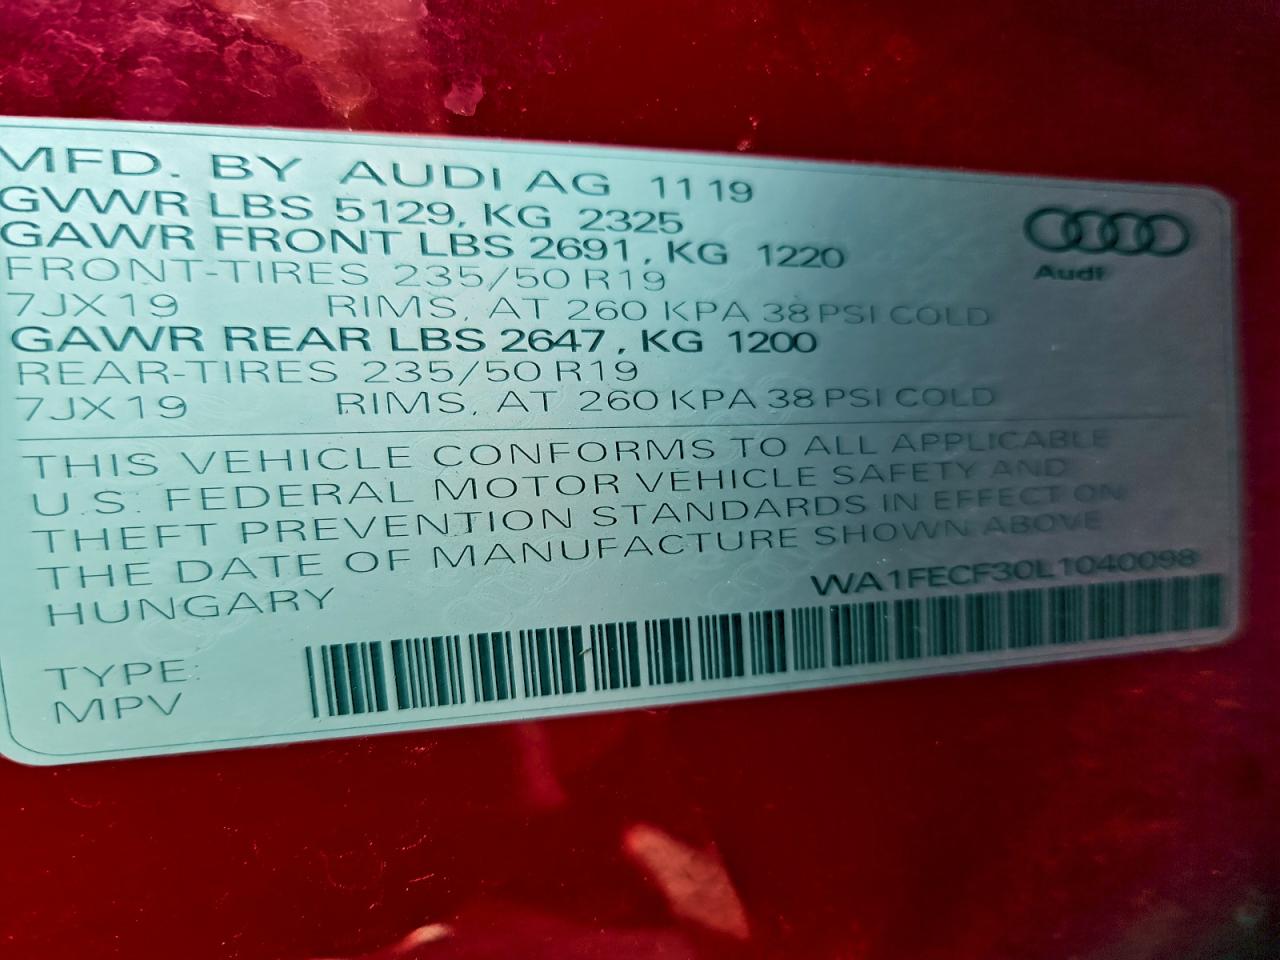 MFD. BY AUDI AG 11 19
GVWR LBS 5129, KG 2325
GAWR FRONT LBS 2691, KG 1220
FRONT-TIRES 235/50 R19
7JX19 RIMS, AT 260 KPA 38 PSI COLD
GAWR REAR LBS 2647, KG 1200
REAR-TIRES 235/50 R19
7JX19 RIMS, AT 260 KPA 38 PSI COLD
Audi
THIS VEHICLE CONFORMS TO ALL APPLICABLE
U.S. FEDERAL MOTOR VEHICLE SAFETY AND
THEFT PREVENTION STANDARDS IN EFFECT ON
THE DATE OF MANUFACTURE SHOWN ABOVE
HUNGARY
WA1FECF30L1040098
TYPE:
MPV